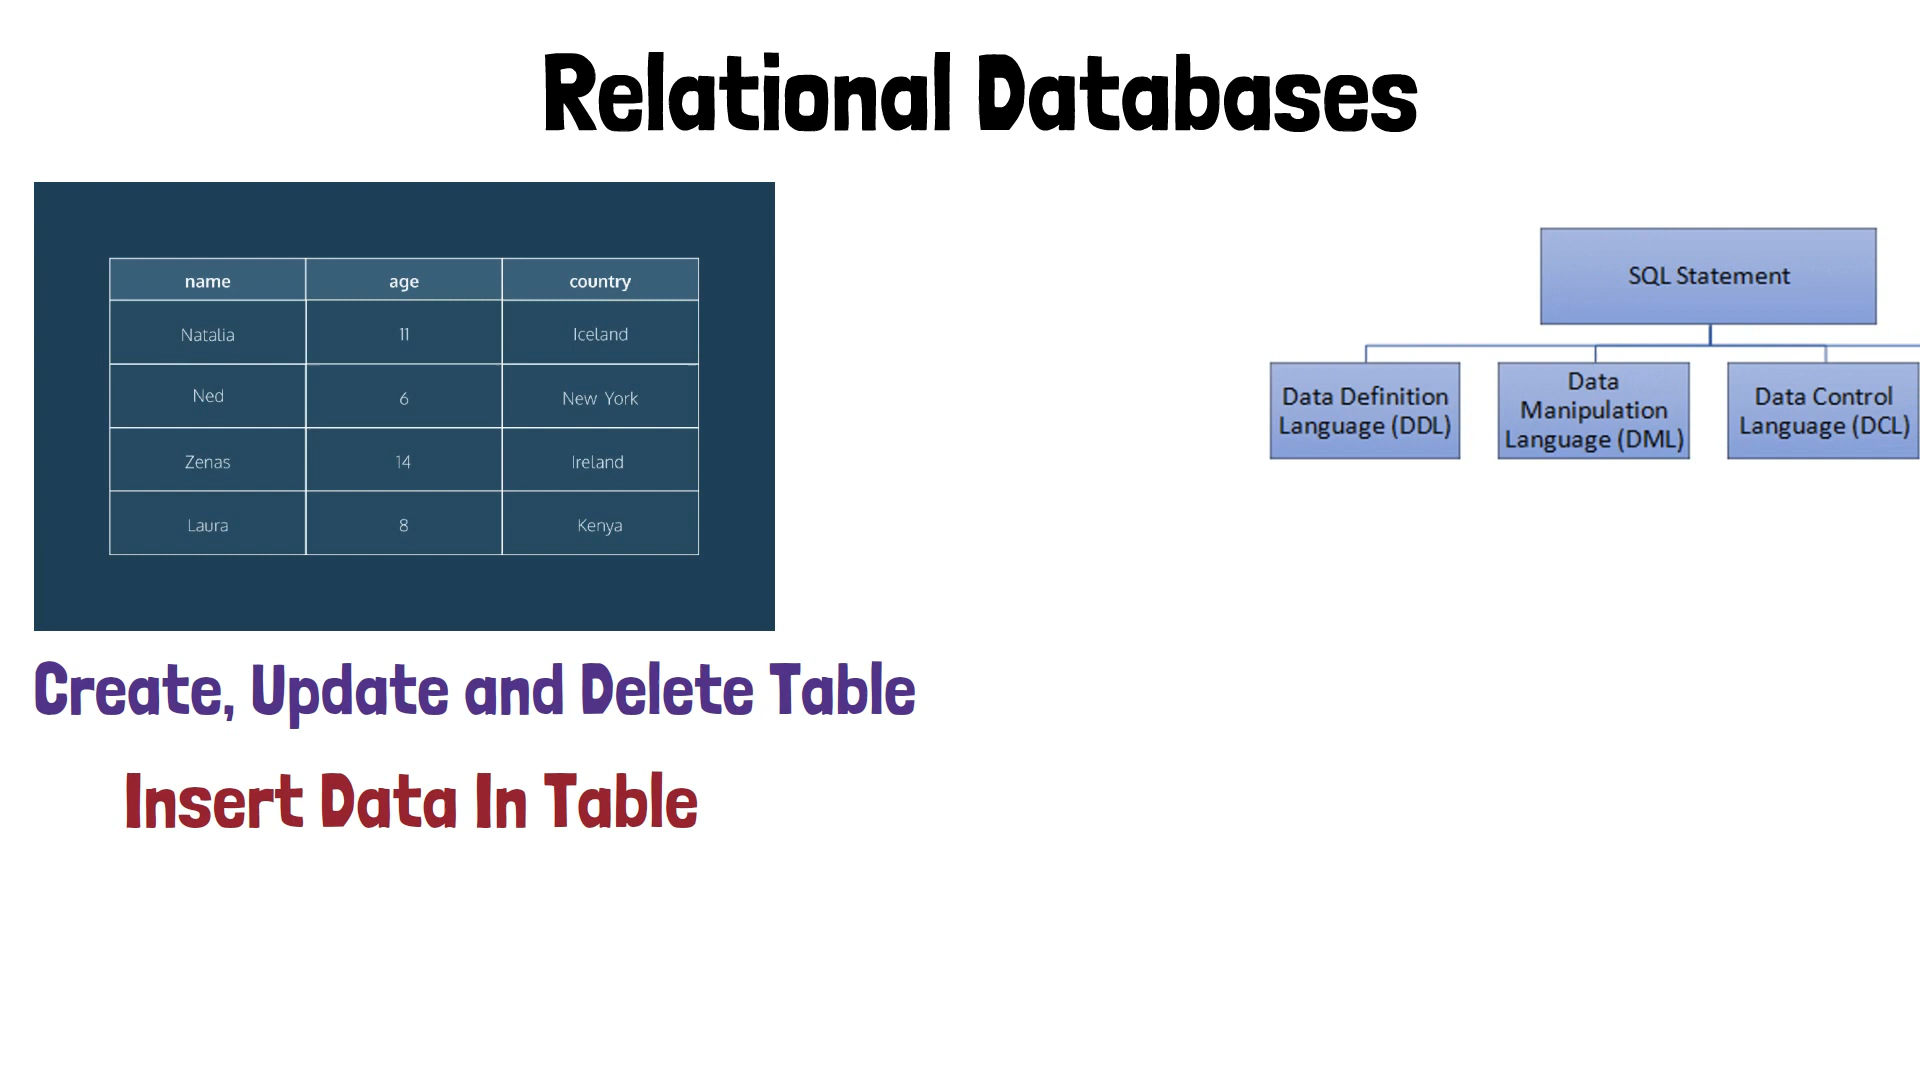 Relational Databases
name age country
Natalia 11 Iceland
Ned 6 New York
Zenas 14 Ireland
Laura 8 Kenya
Create, Update and Delete Table
Insert Data In Table
SQL Statement
Data Definition
Language (DDL)
Data
Manipulation
Language (DML)
Data Control
Language (DCL)